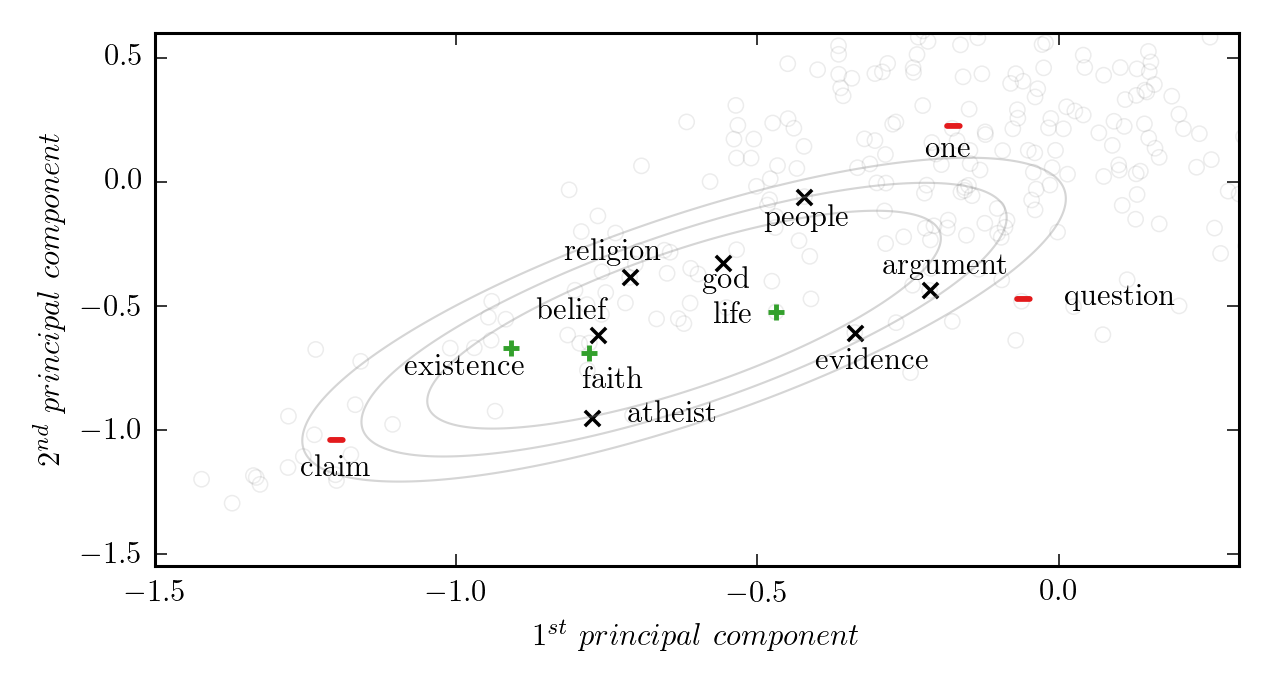 0.5
one
0.0
people
religion
god
argument
−0.5
belief
life
question
existence
evidence
faith
atheist
−1.0
claim
−1.5
−1.5
−1.0
−0.5
0.0
1st principal component
2nd principal component